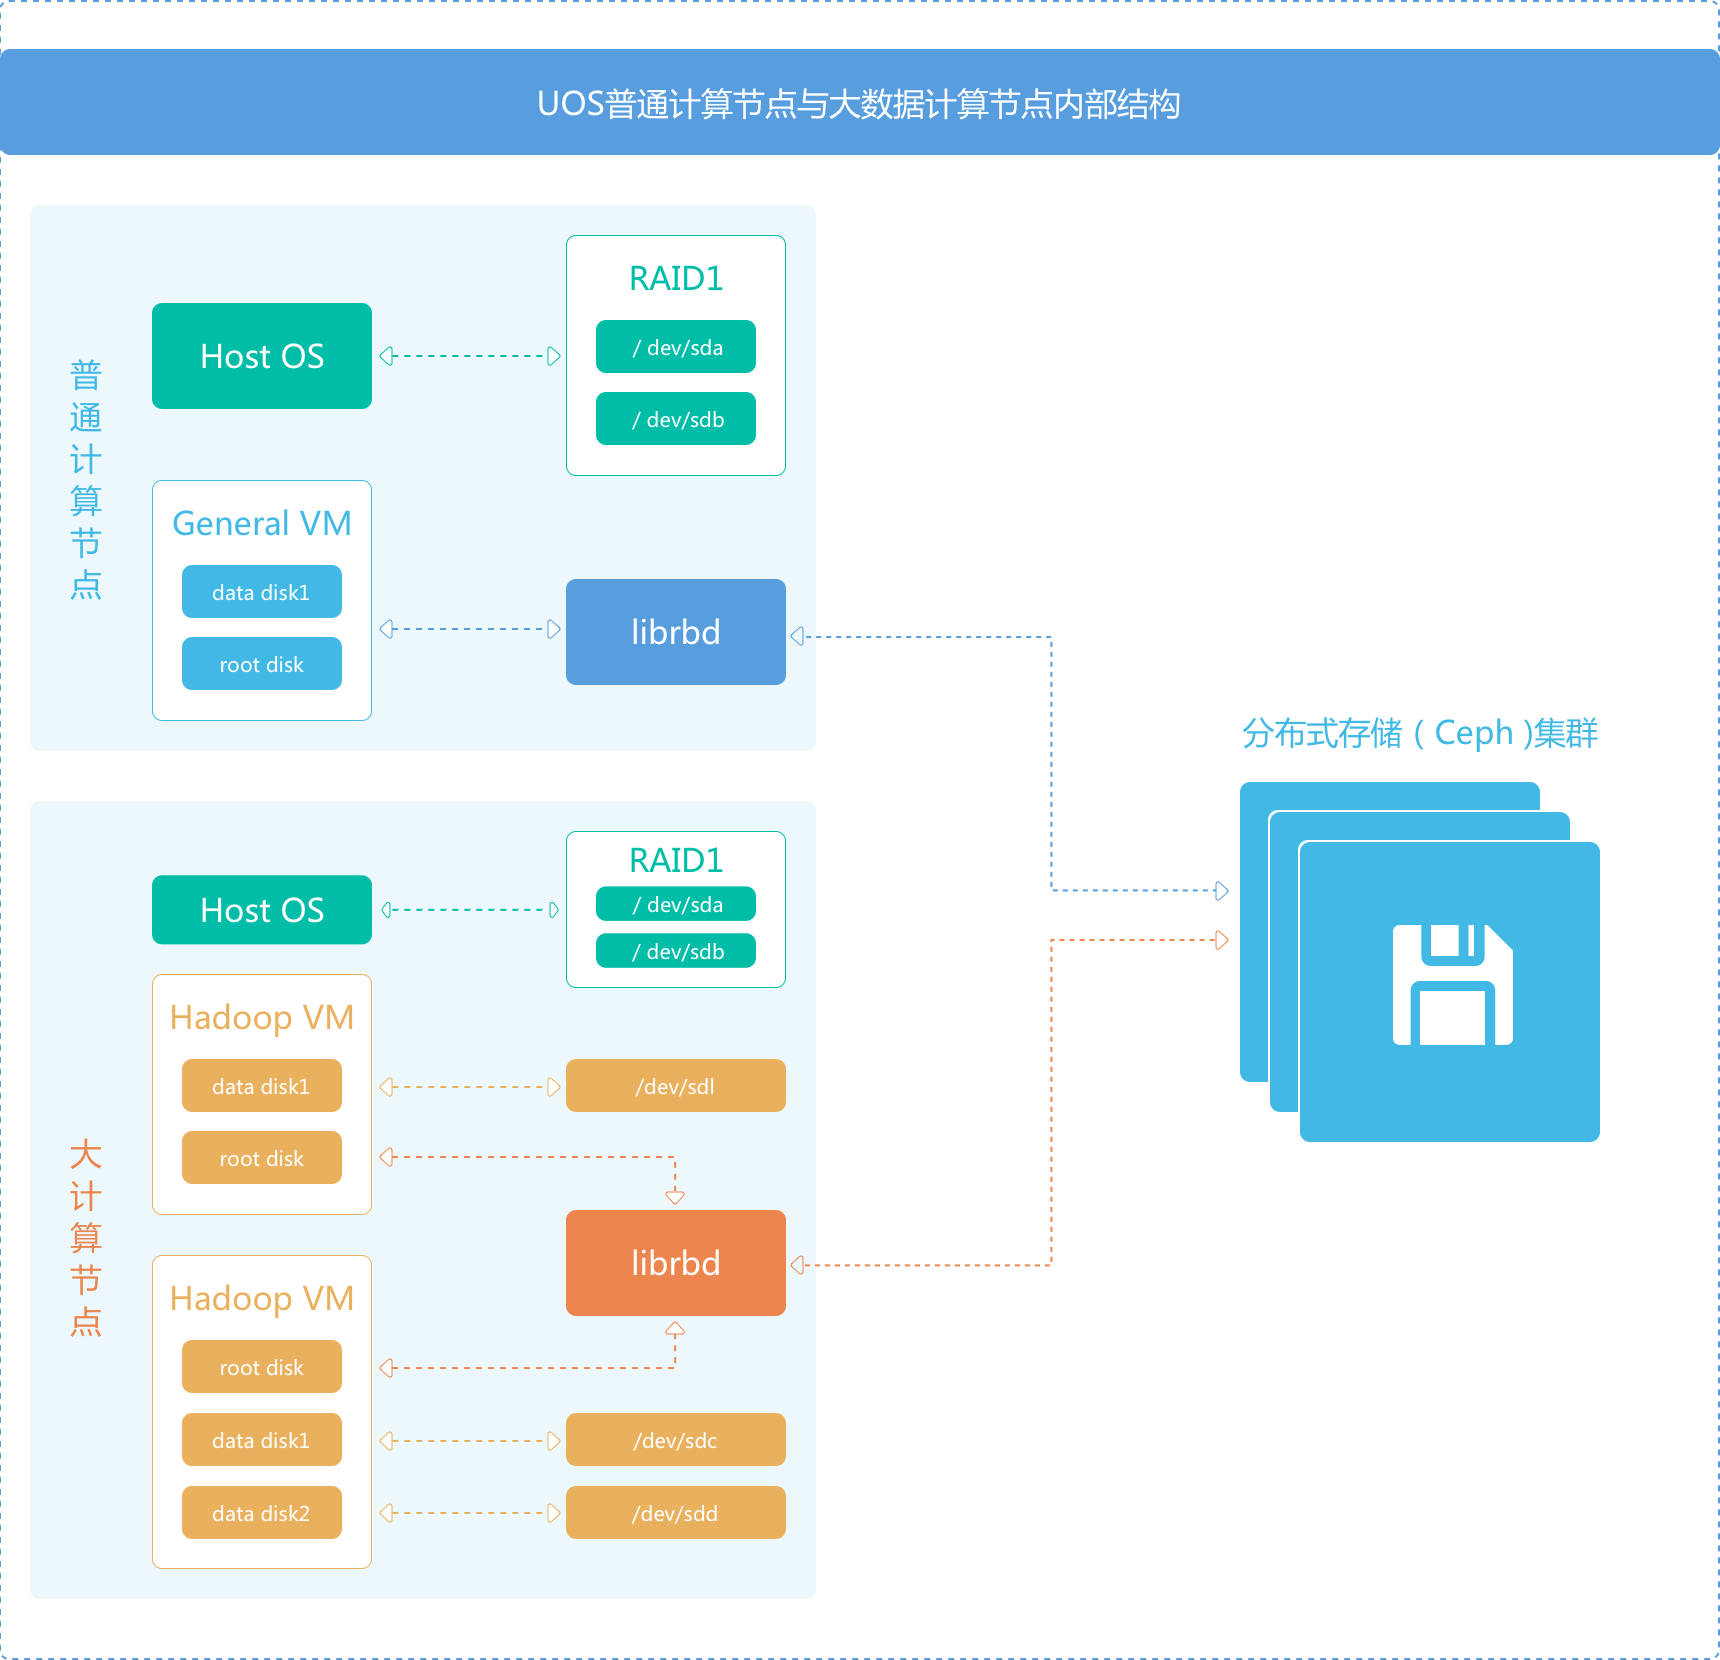 UOS普通计算节点与大数据计算节点内部结构
普通计算节点
Host OS
RAID1
/ dev/sda
/ dev/sdb
General VM
data disk1
root disk
librbd
分布式存储 ( Ceph )集群
大计算节点
Host OS
RAID1
/ dev/sda
/ dev/sdb
Hadoop VM
data disk1
/dev/sdl
root disk
librbd
Hadoop VM
root disk
data disk1
/dev/sdc
data disk2
/dev/sdd